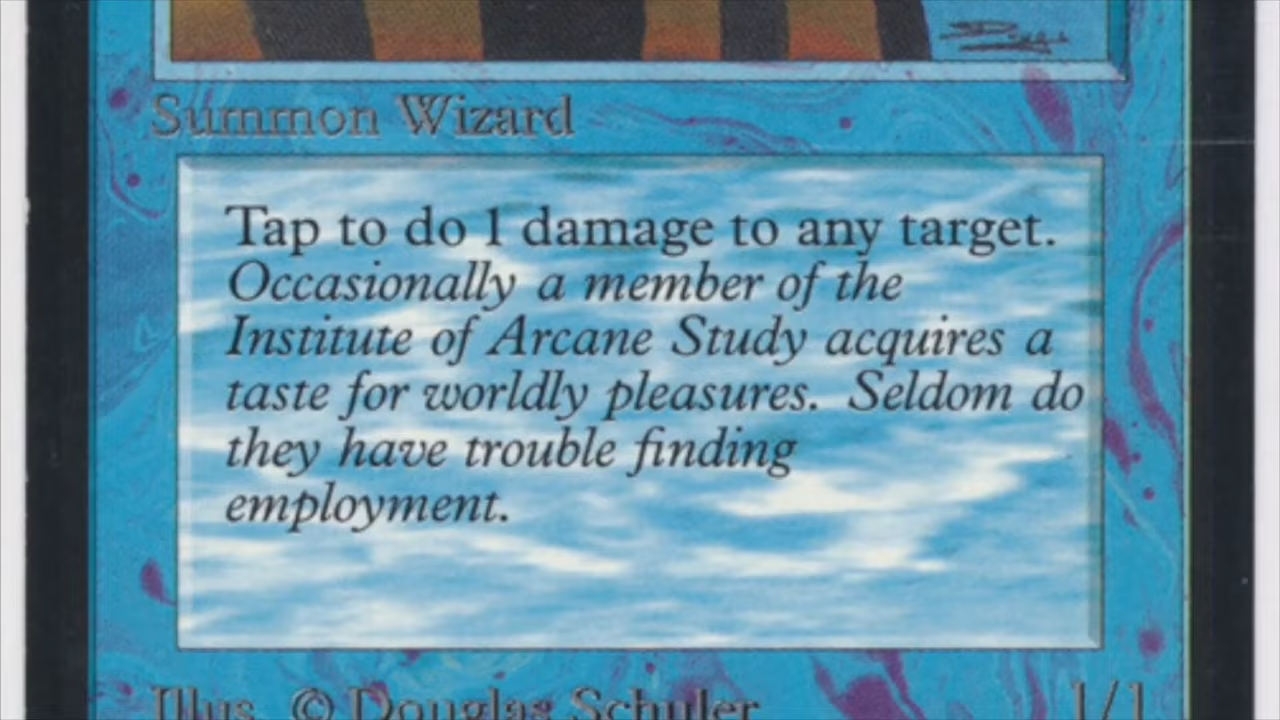 Summon Wizard
Tap to do 1 damage to any target.
Occasionally a member of the
Institute of Arcane Study acquires a
taste for worldly pleasures. Seldom do
they have trouble finding
employment.
Illus. © Douglas Schuler
1/1